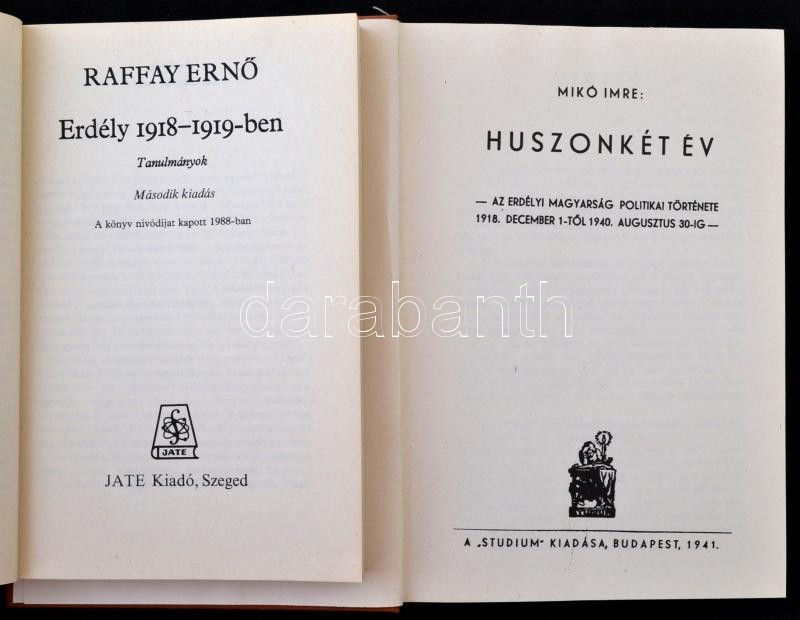 RAFFAY ERNŐ
Erdély 1918–1919-ben
Tanulmányok
Második kiadás
A könyv nívódíjat kapott 1988-ban
JATE
JATE Kiadó, Szeged
MIKÓ IMRE:
HUSZONKÉT ÉV
— AZ ERDÉLYI MAGYARSÁG POLITIKAI TÖRTÉNETE
1918. DECEMBER 1-TŐL 1940. AUGUSZTUS 30-IG —
STUDIUM
A „STUDIUM" KIADÁSA, BUDAPEST, 1941.
darabanth